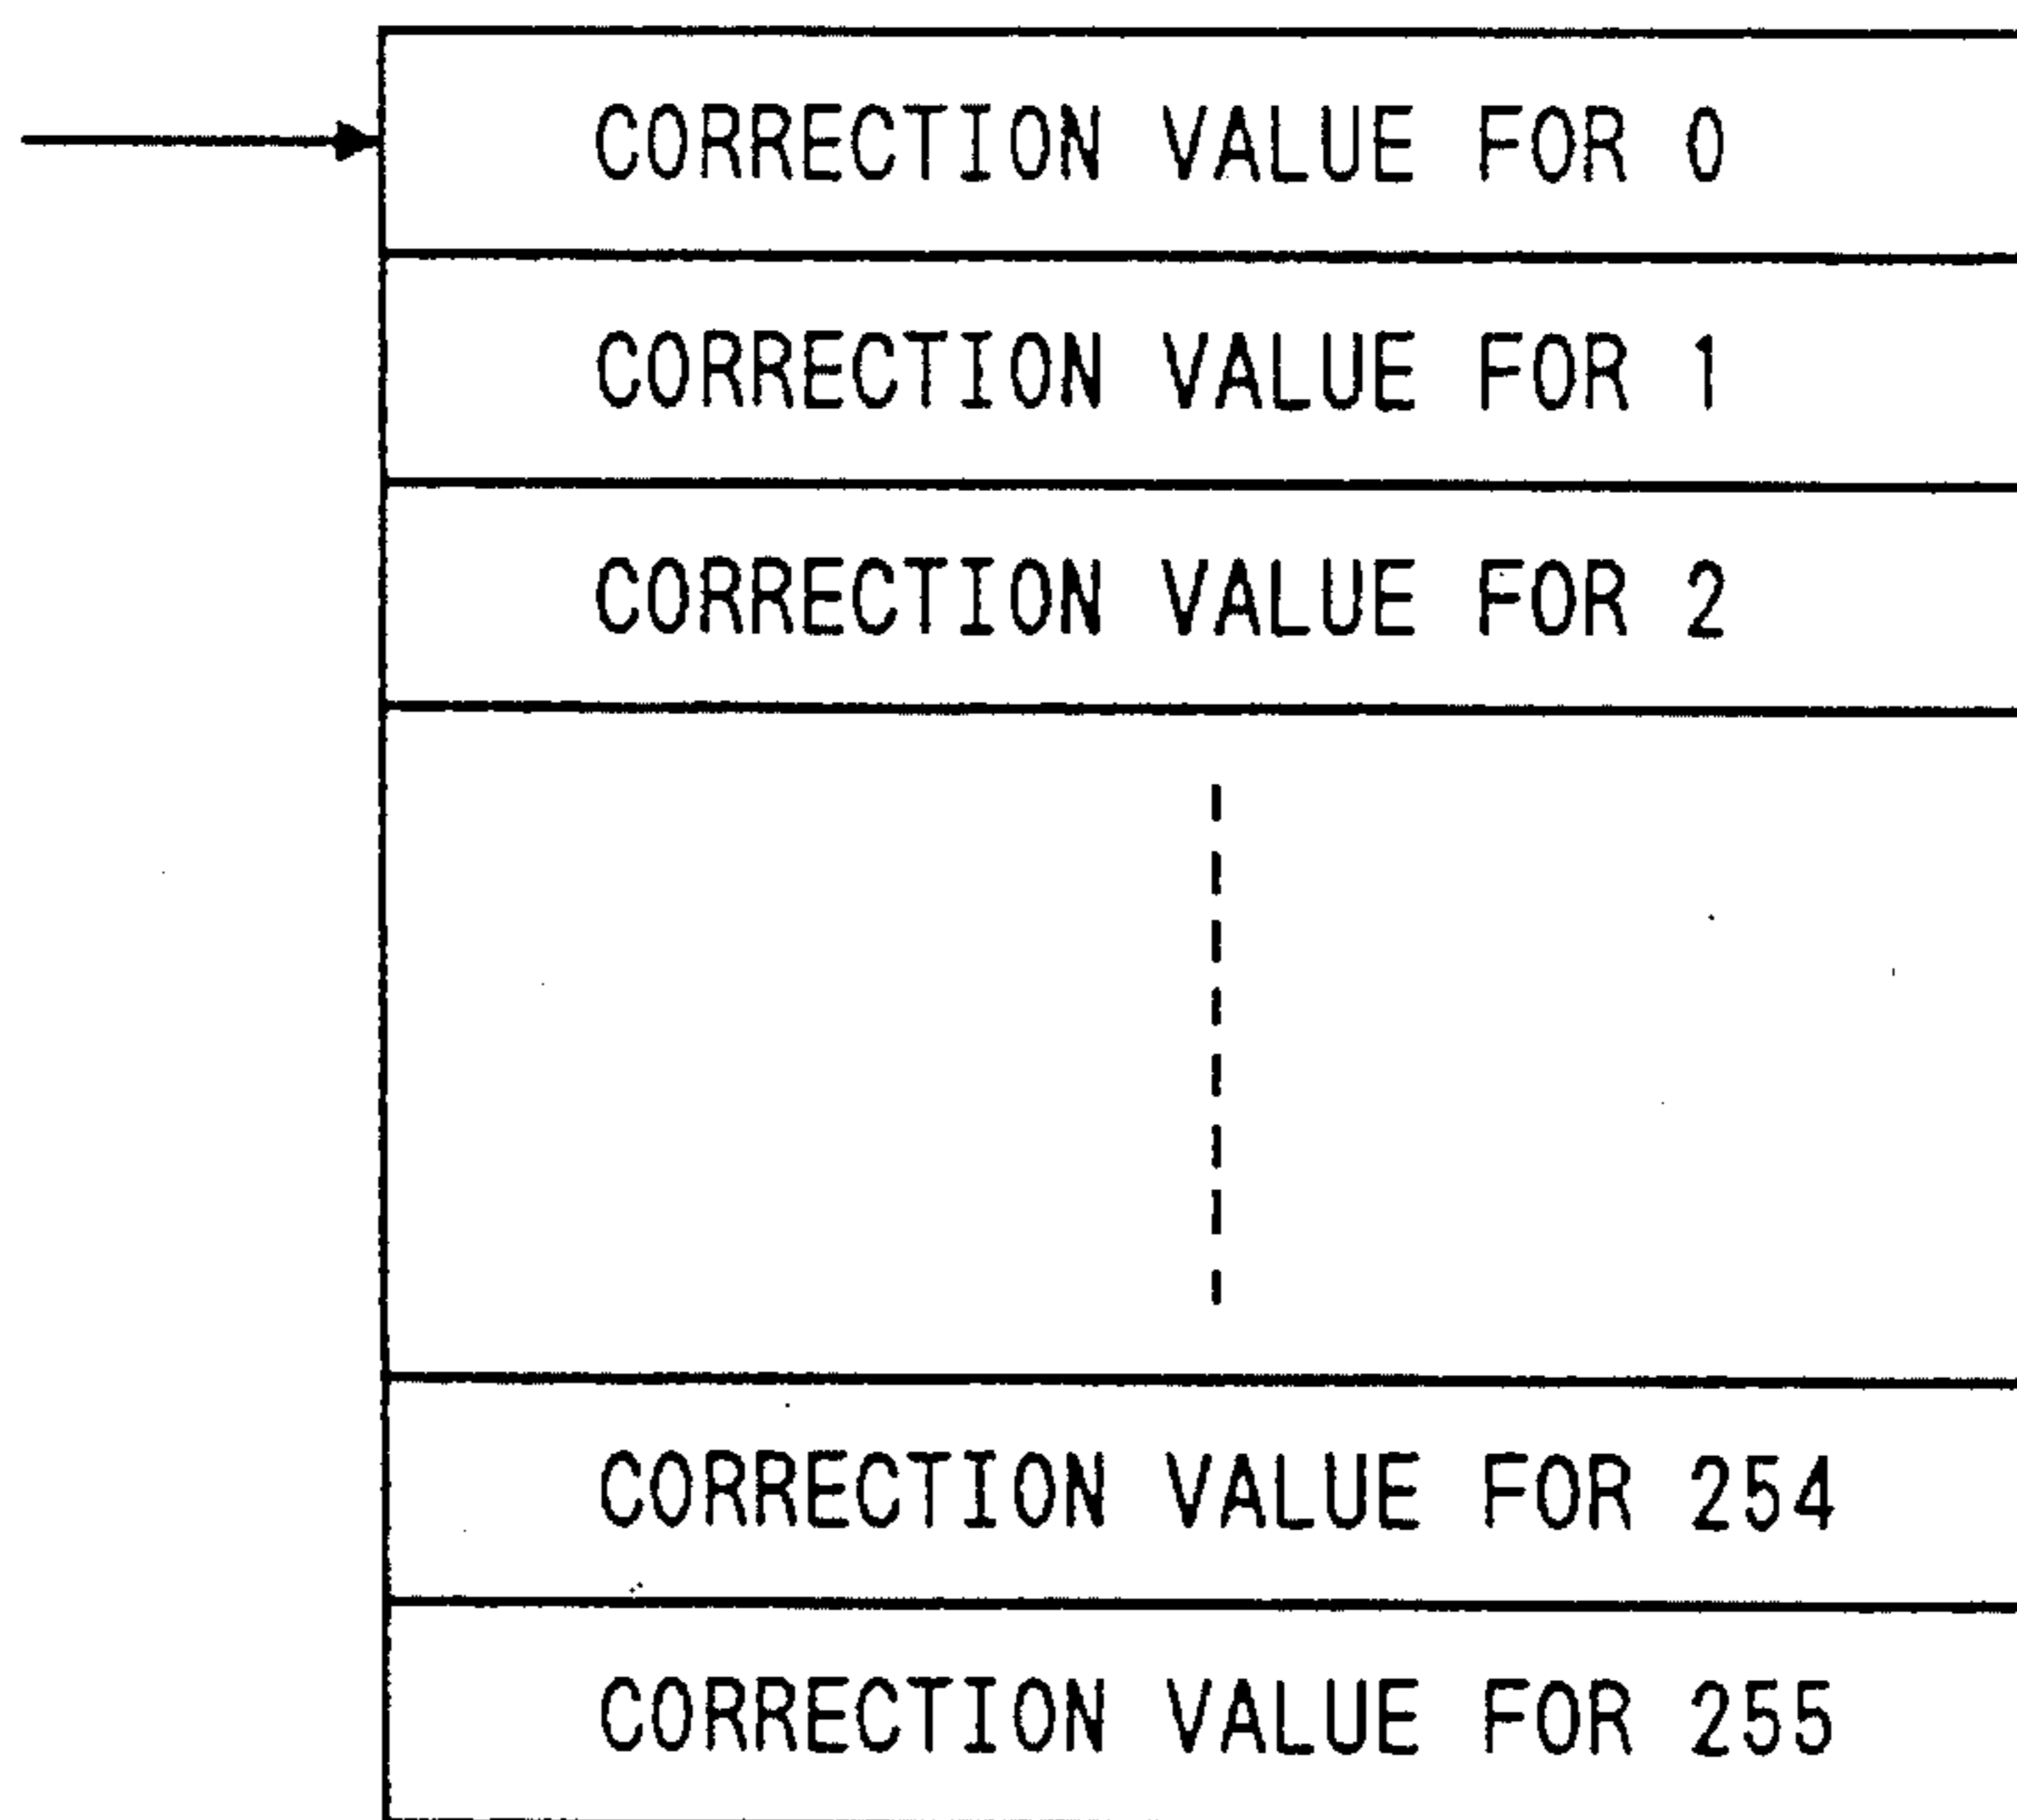 CORRECTION VALUE FOR 0
CORRECTION VALUE FOR 1
CORRECTION VALUE FOR 2
CORRECTION VALUE FOR 254
CORRECTION VALUE FOR 255